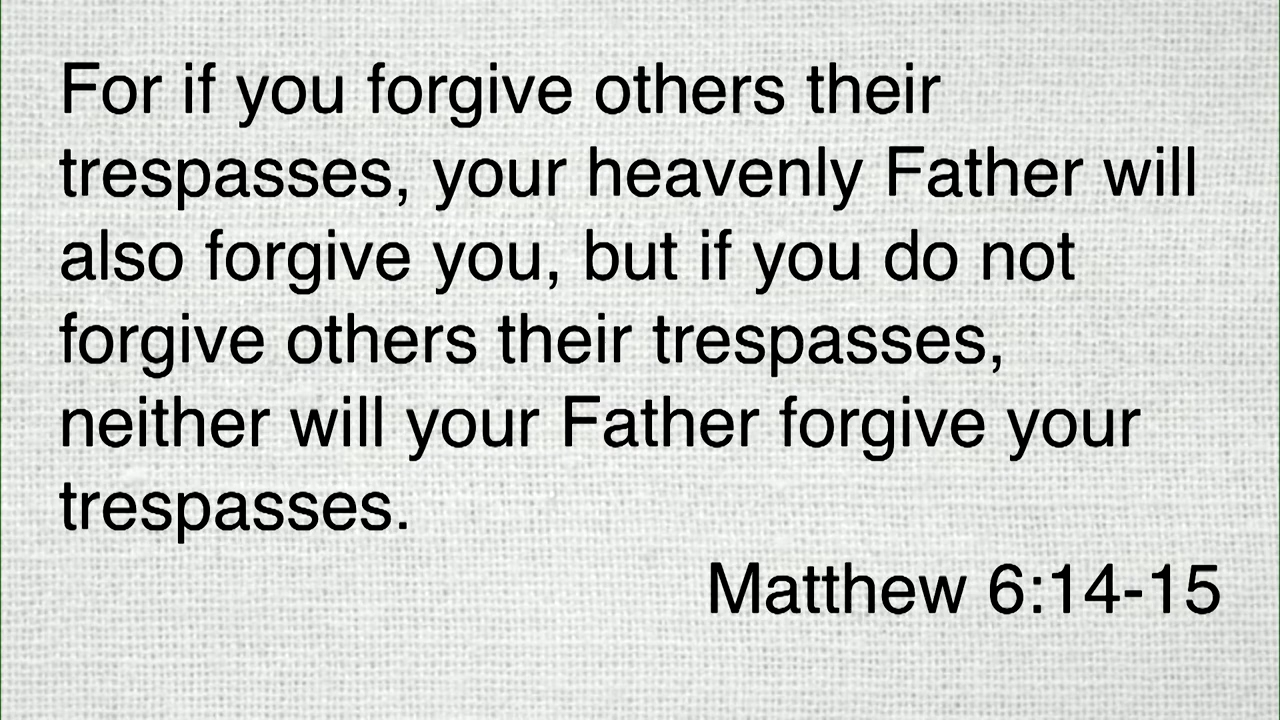 For if you forgive others their
trespasses, your heavenly Father will
also forgive you, but if you do not
forgive others their trespasses,
neither will your Father forgive your
trespasses.
Matthew 6:14-15